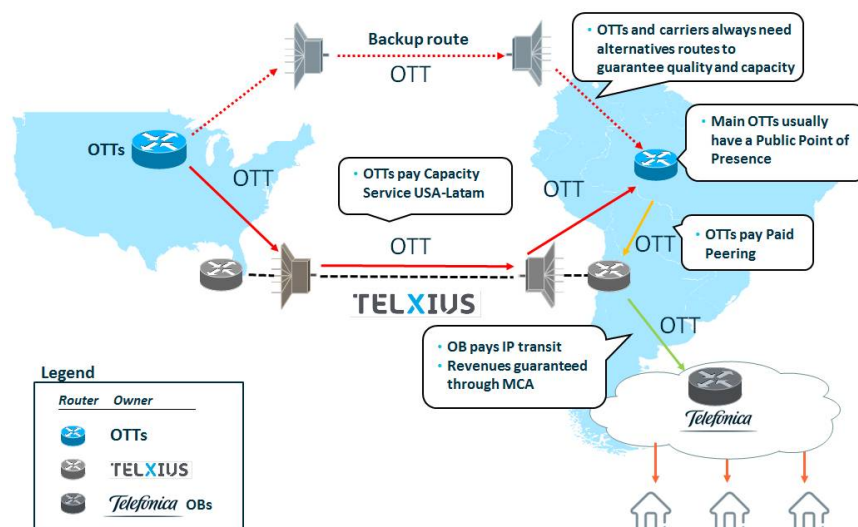 Backup route
OTT
• OTTs and carriers always need
alternatives routes to
guarantee quality and capacity
OTTs
• Main OTTs usually
have a Public Point of
Presence
OTT
• OTTs pay Capacity
Service USA-Latam
OTT
OTT
OTT
• OTTs pay Paid
Peering
TELXIUS
OTT
• OB pays IP transit
• Revenues guaranteed
through MCA
Telefonica
Legend
Router Owner
OTTs
TELXIUS
Telefonica OBs